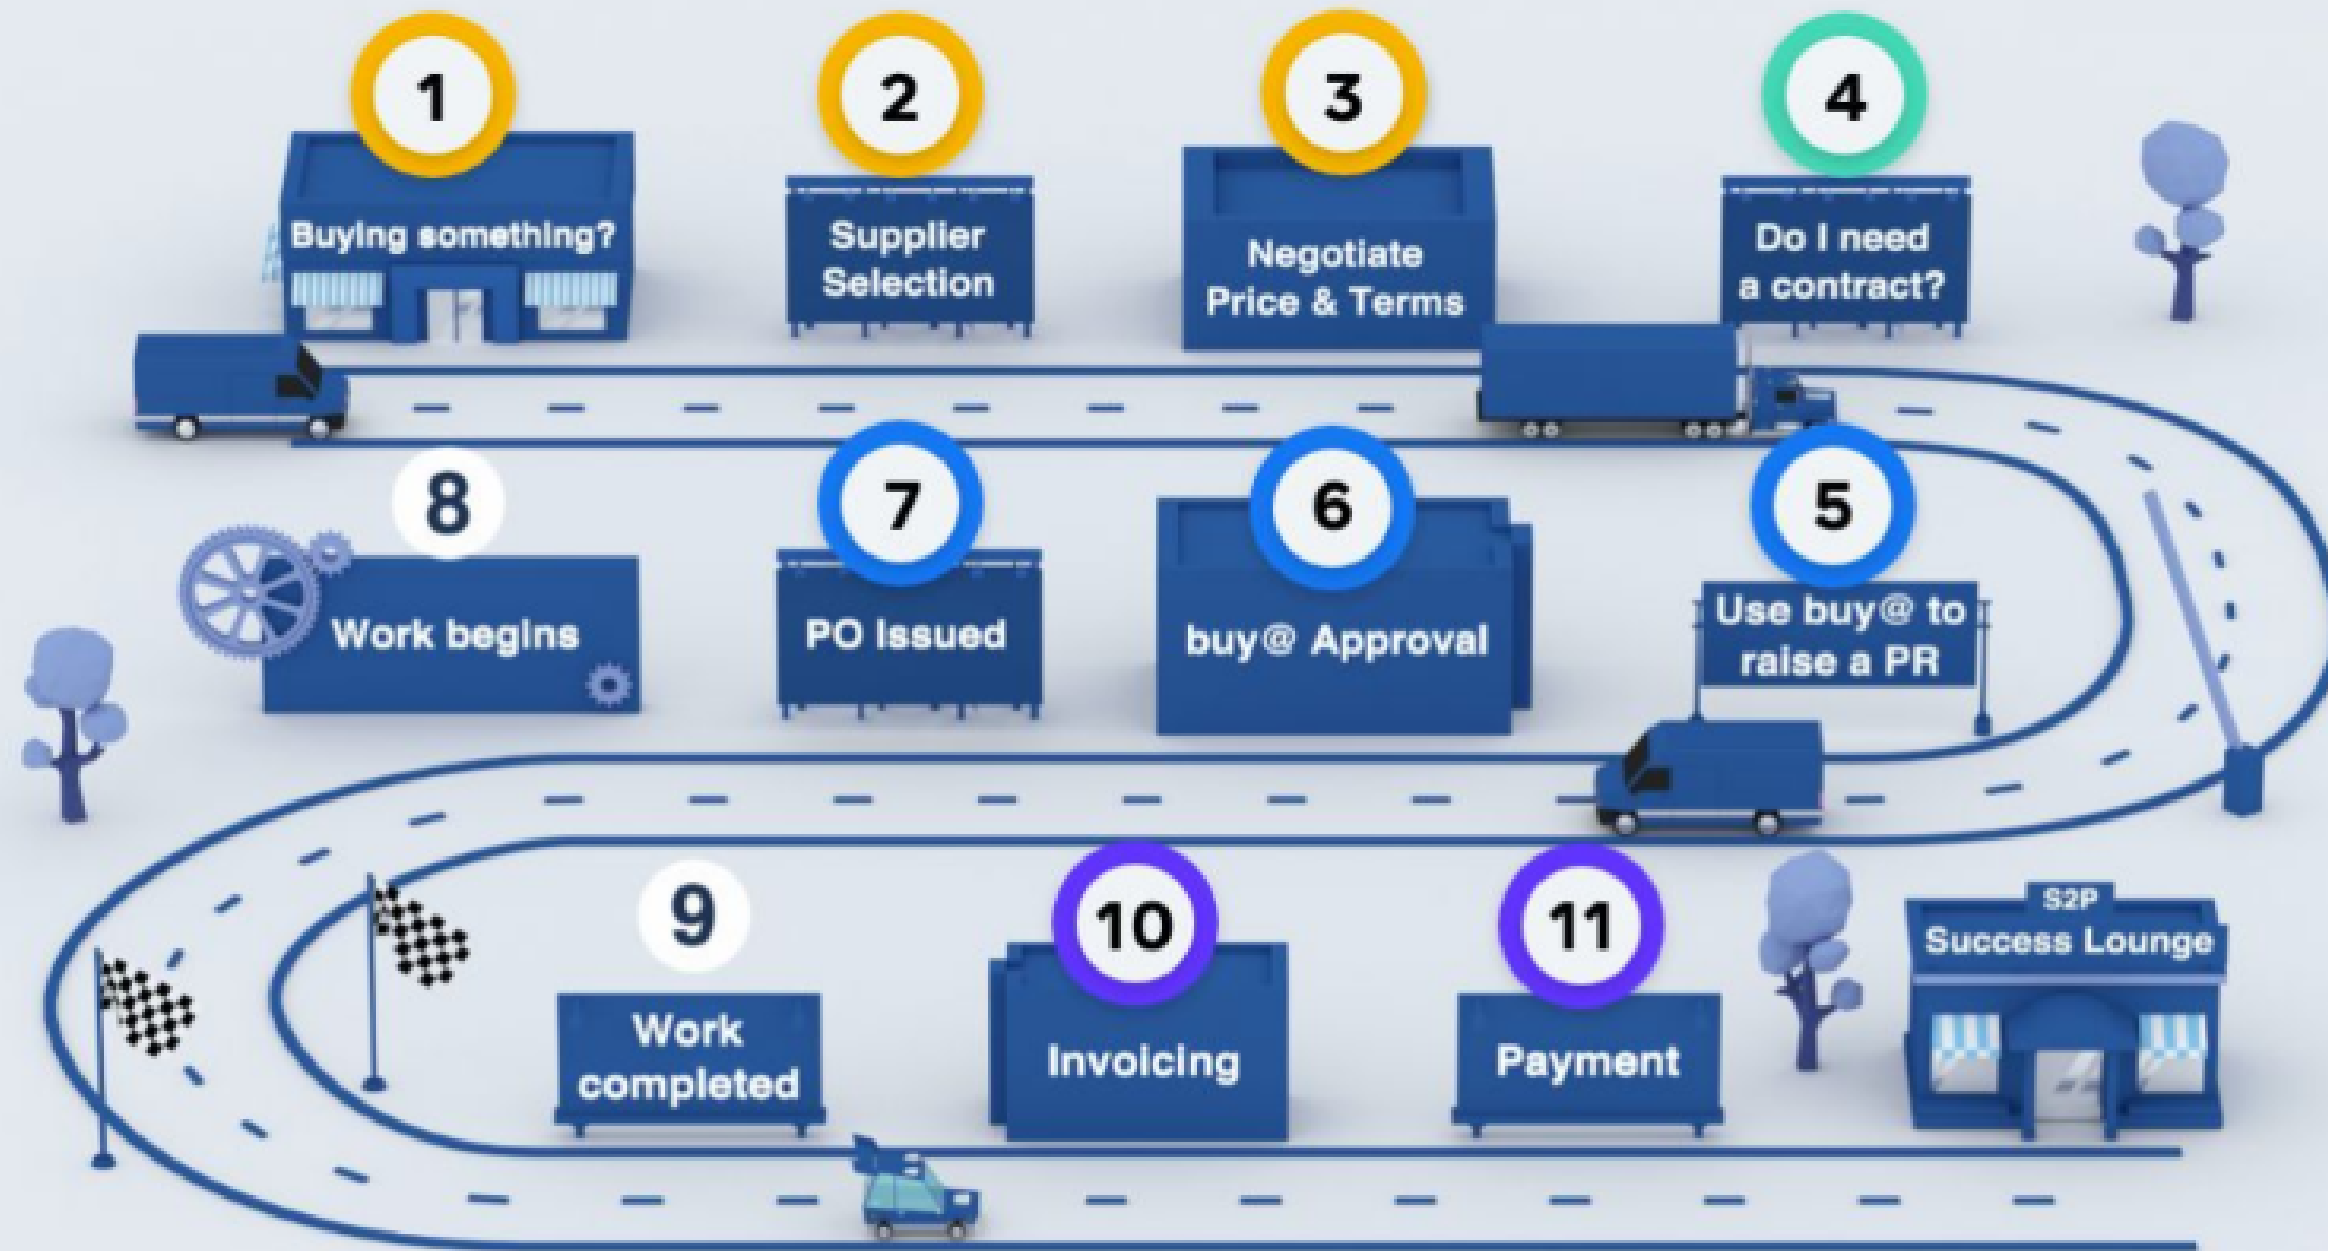 1
Buying something?
2
Supplier
Selection
3
Negotiate
Price & Terms
4
Do I need
a contract?
5
Use buy@ to
raise a PR
6
buy@ Approval
7
PO Issued
8
Work begins
9
Work
completed
10
Invoicing
11
Payment
S2P
Success Lounge